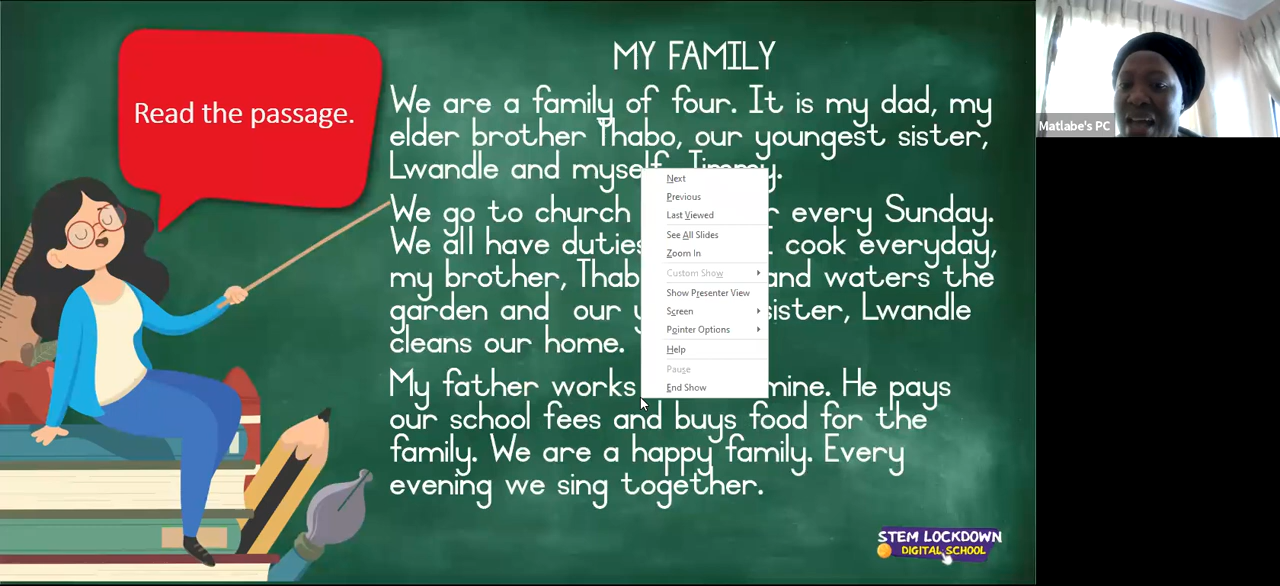 Read the passage.
MY FAMILY
We are a family of four. It is my dad, my
elder brother Thabo, our youngest sister,
Lwandle and myself, Jimmy.
We go to church r every Sunday.
We all have duties I cook everyday,
my brother, Thab and waters the
garden and our y sister, Lwandle
cleans our home.
My father works mine. He pays
our school fees and buys food for the
family. We are a happy family. Every
evening we sing together.
Next
Previous
Last Viewed
See All Slides
Zoom In
Custom Show
Show Presenter View
Screen
Pointer Options
Help
Pause
End Show
Matlabe's PC
STEM LOCKDOWN
DIGITAL SCHOOL